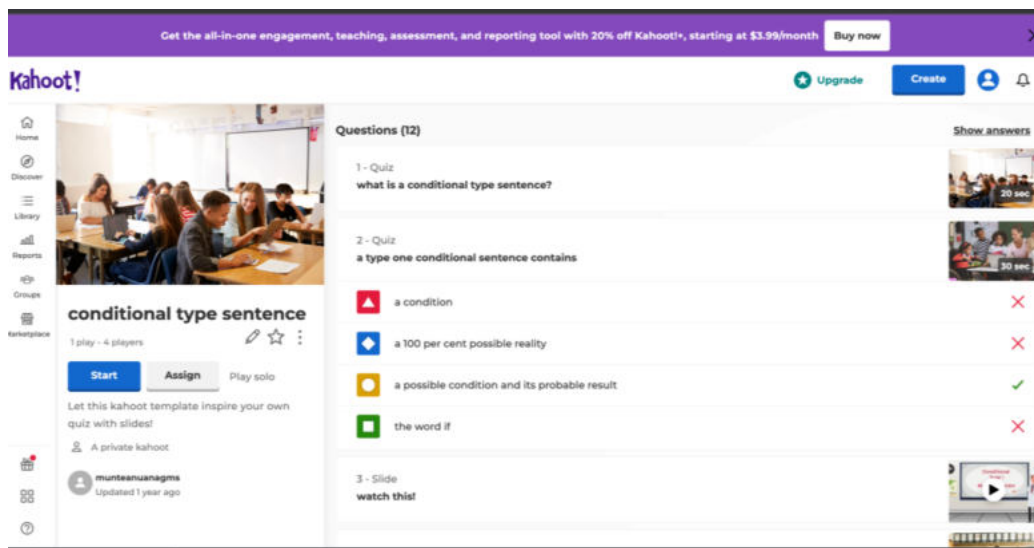 Get the all-in-one engagement, teaching, assessment, and reporting tool with 20% off Kahoot!+, starting at $3.99/month Buy now
Kahoot! Upgrade Create
Home
Discover
Library
Reports
Groups
Marketplace
conditional type sentence
1 play - 4 players
Start Assign Play solo
Let this kahoot template inspire your own
quiz with slides!
A private kahoot
munteanuanagms
Updated 1 year ago
Questions (12) Show answers
1 - Quiz
what is a conditional type sentence?
20 sec
2 - Quiz
a type one conditional sentence contains
30 sec
a condition
a 100 per cent possible reality
a possible condition and its probable result
the word if
3 - Slide
watch this!